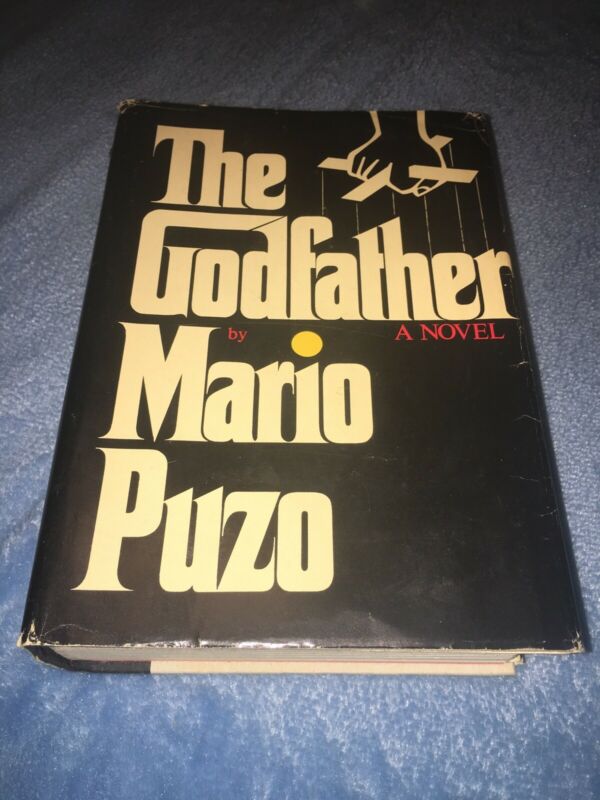 The
Godfather
by
A NOVEL
Mario
Puzo